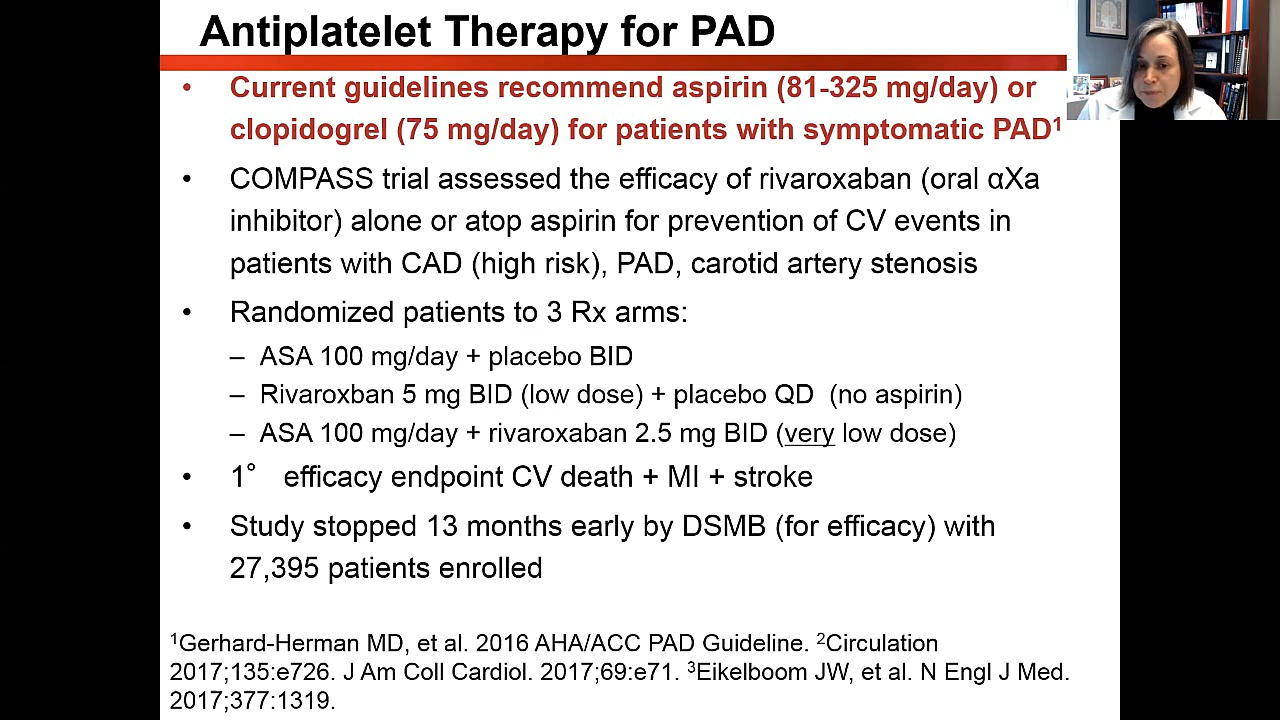 Antiplatelet Therapy for PAD
• Current guidelines recommend aspirin (81-325 mg/day) or
clopidogrel (75 mg/day) for patients with symptomatic PAD¹
• COMPASS trial assessed the efficacy of rivaroxaban (oral αXa
inhibitor) alone or atop aspirin for prevention of CV events in
patients with CAD (high risk), PAD, carotid artery stenosis
• Randomized patients to 3 Rx arms:
– ASA 100 mg/day + placebo BID
– Rivaroxban 5 mg BID (low dose) + placebo QD (no aspirin)
– ASA 100 mg/day + rivaroxaban 2.5 mg BID (very low dose)
• 1° efficacy endpoint CV death + MI + stroke
• Study stopped 13 months early by DSMB (for efficacy) with
27,395 patients enrolled
¹Gerhard-Herman MD, et al. 2016 AHA/ACC PAD Guideline. ²Circulation
2017;135:e726. J Am Coll Cardiol. 2017;69:e71. ³Eikelboom JW, et al. N Engl J Med.
2017;377:1319.